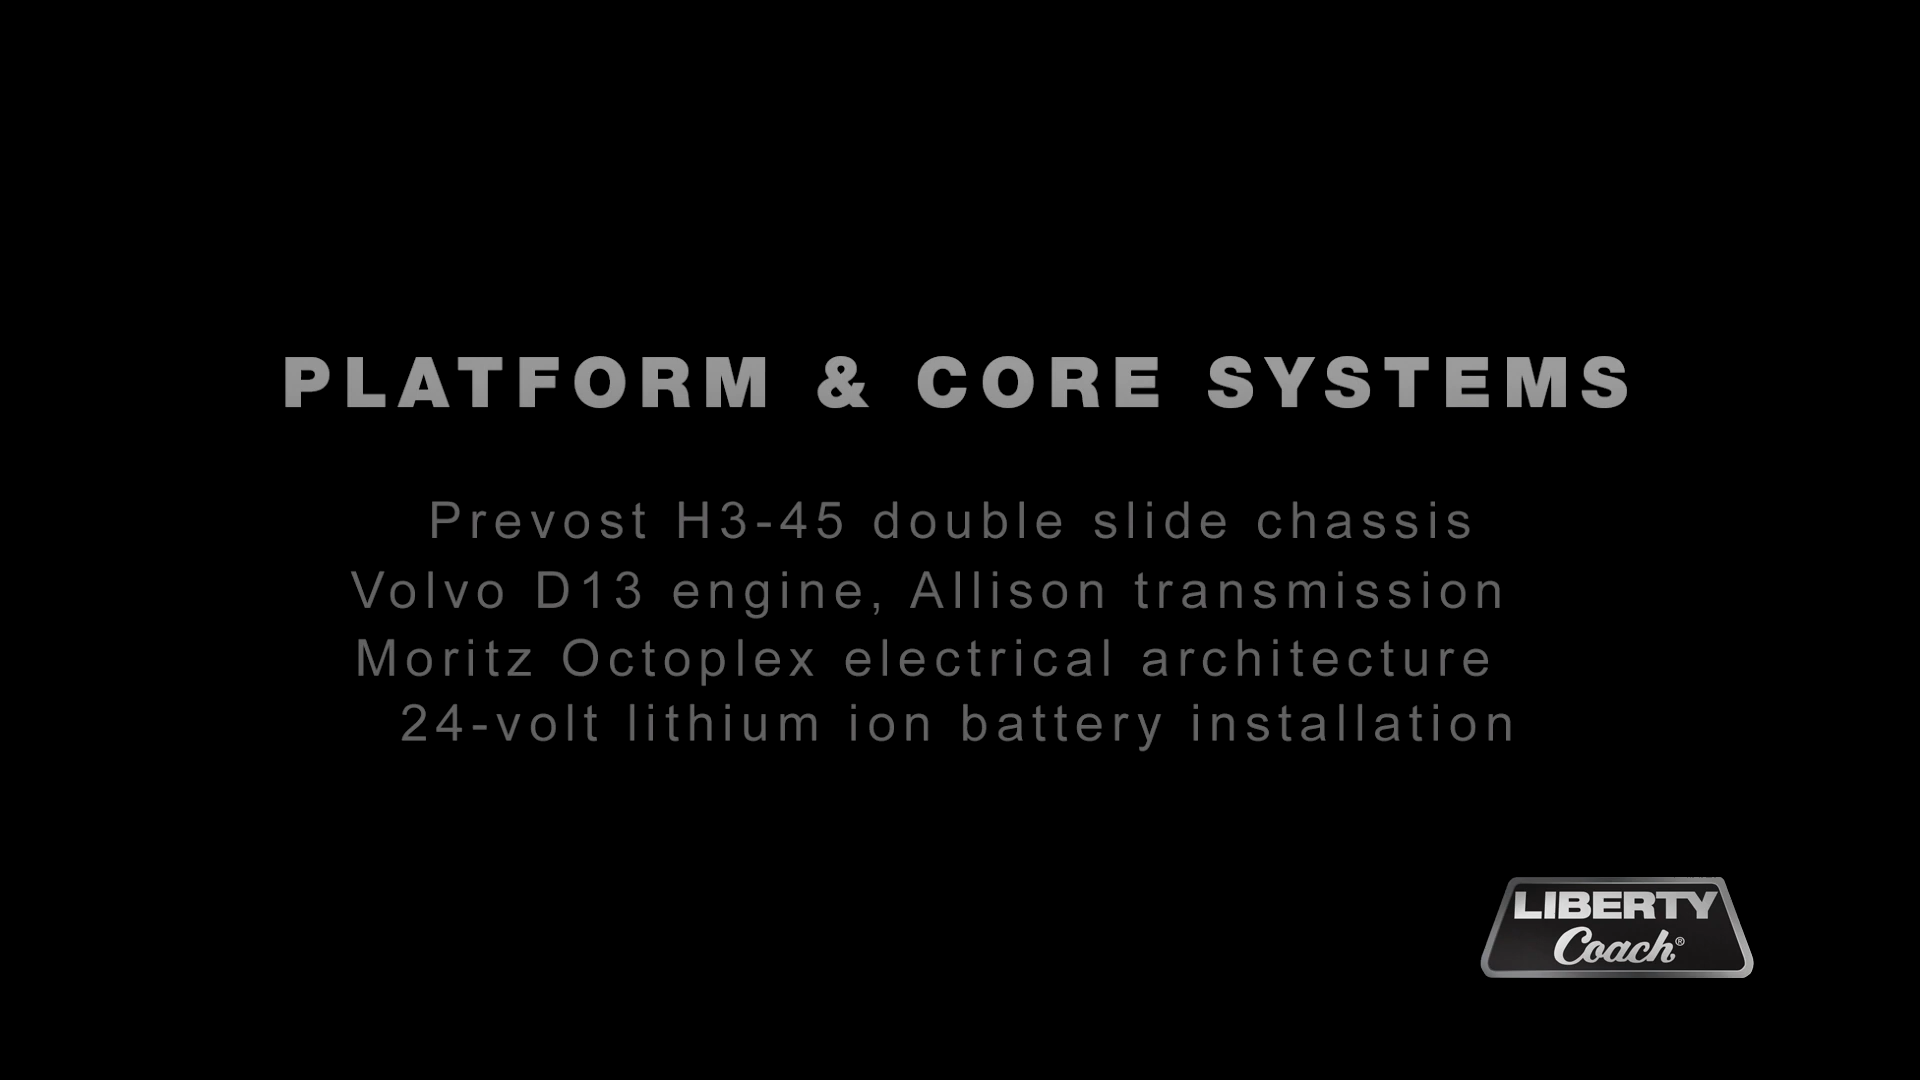 PLATFORM & CORE SYSTEMS
Prevost H3-45 double slide chassis
Volvo D13 engine, Allison transmission
Moritz Octoplex electrical architecture
24-volt lithium ion battery installation
LIBERTY
Coach®